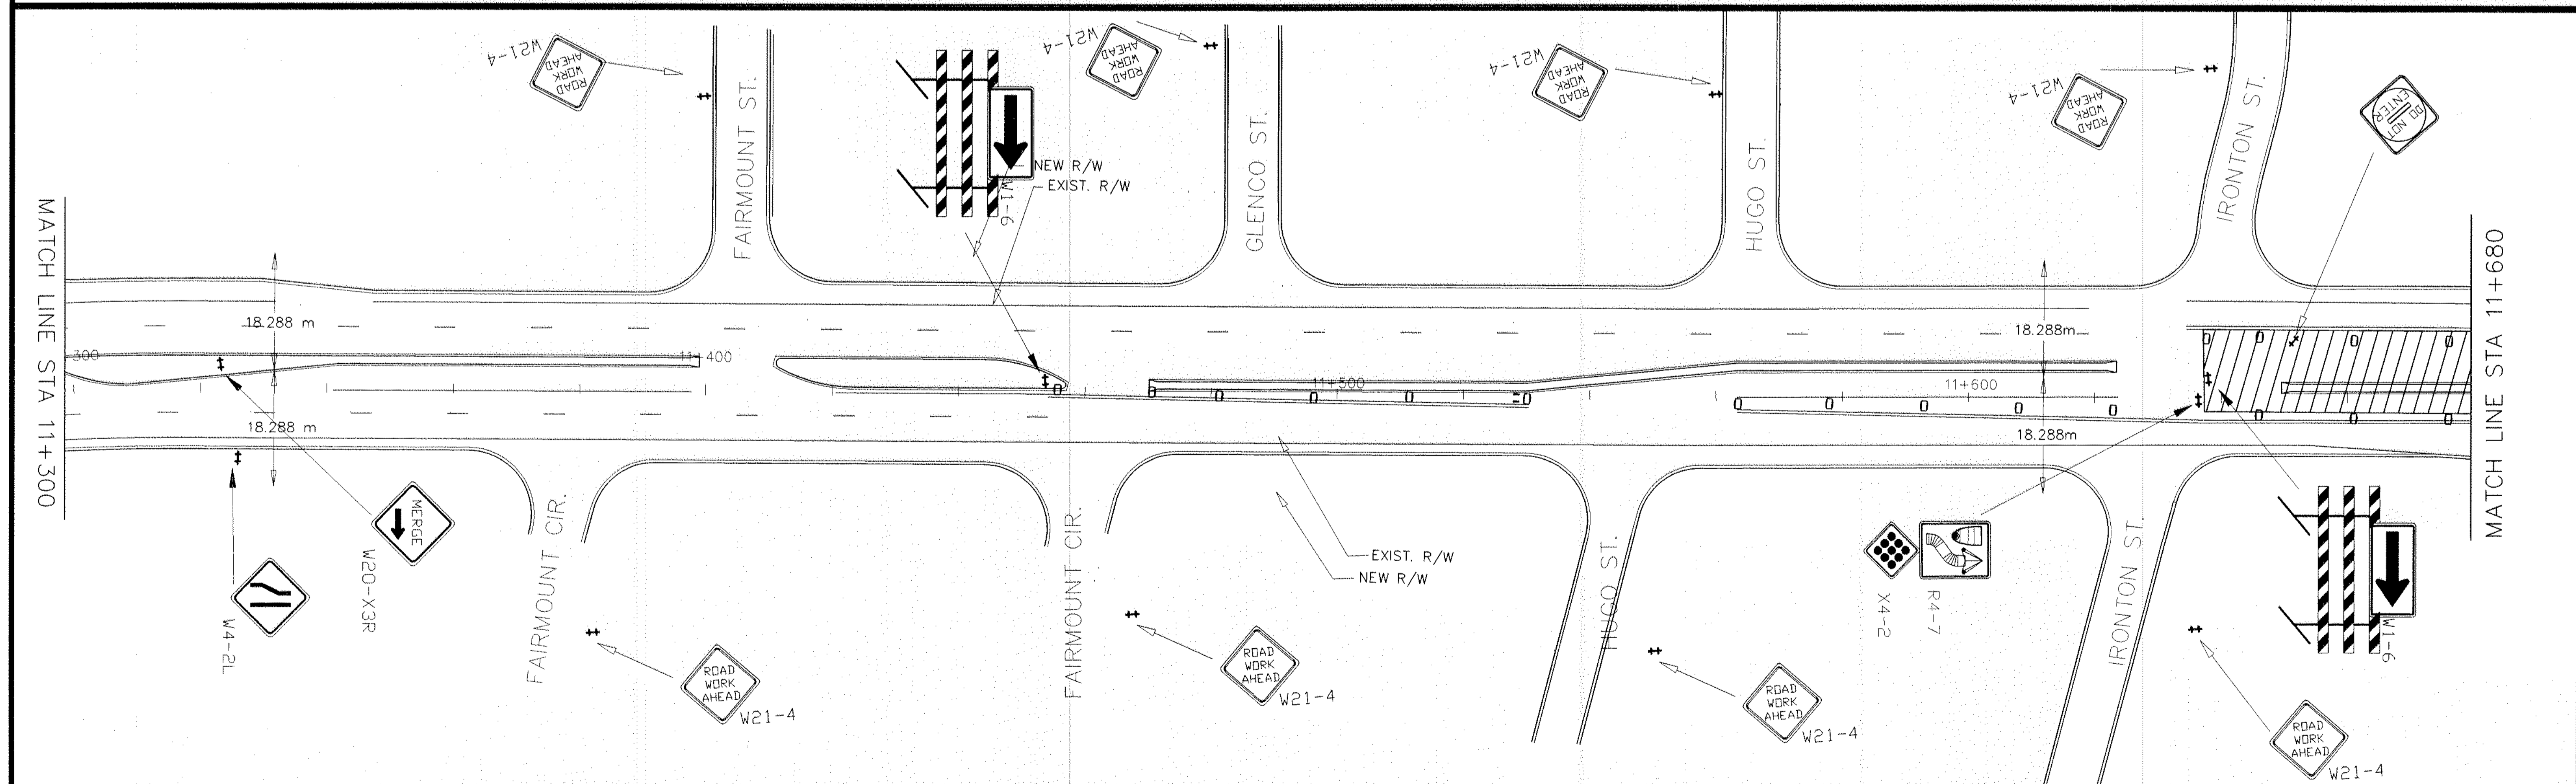 ROAD
WORK
AHEAD
W21-4
ROAD
WORK
AHEAD
W21-4
ROAD
WORK
AHEAD
W21-4
ROAD
WORK
AHEAD
W21-4
DO NOT
ENTER
FAIRMOUNT ST.
GLENCO ST.
HUGO ST.
IRONTON ST.
W1-6
NEW R/W
EXIST. R/W
MATCH LINE STA 11+300
MATCH LINE STA 11+680
18.288 m
18.288m
300
11+400
11+500
11+600
18.288 m
18.288m
MERGE
W20-X3R
W4-2L
FAIRMOUNT CIR.
FAIRMOUNT CIR.
HUGO ST.
IRONTON ST.
EXIST. R/W
NEW R/W
X4-2
R4-7
W1-6
ROAD
WORK
AHEAD
W21-4
ROAD
WORK
AHEAD
W21-4
ROAD
WORK
AHEAD
W21-4
ROAD
WORK
AHEAD
W21-4